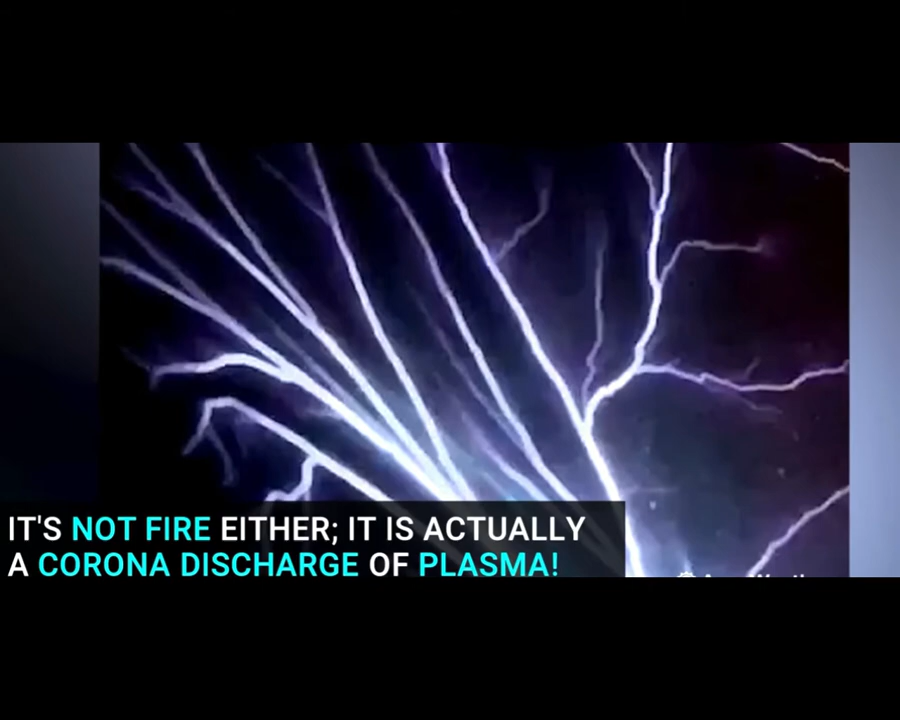 IT'S NOT FIRE EITHER; IT IS ACTUALLY
A CORONA DISCHARGE OF PLASMA!